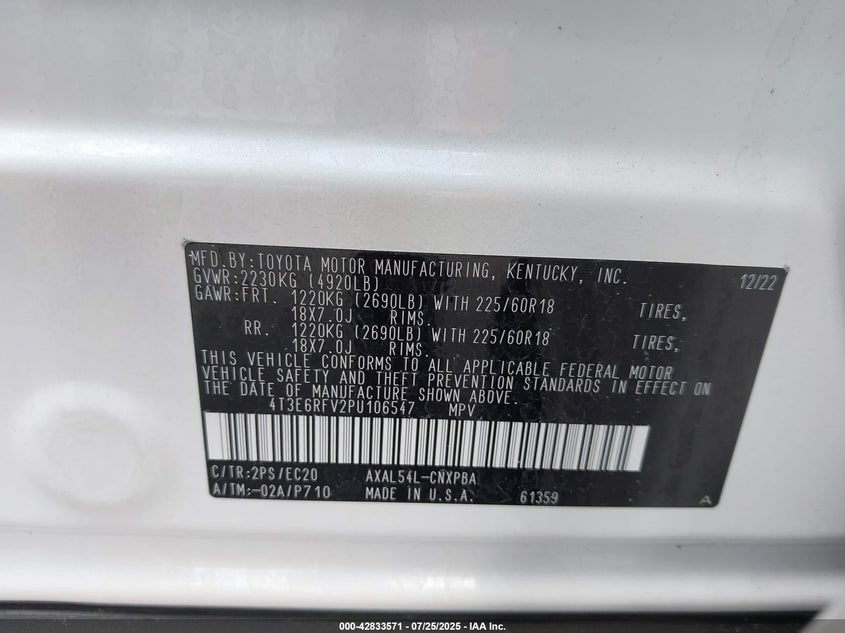 MFD.BY:TOYOTA MOTOR MANUFACTURING, KENTUCKY, INC. 12/22
GVWR:2230KG (4920LB)
GAWR:FRT. 1220KG (2690LB) WITH 225/60R18 TIRES,
18X7.0J RIMS.
RR. 1220KG (2690LB) WITH 225/60R18 TIRES,
18X7.0J RIMS.
THIS VEHICLE CONFORMS TO ALL APPLICABLE FEDERAL MOTOR
VEHICLE SAFETY AND THEFT PREVENTION STANDARDS IN EFFECT ON
THE DATE OF MANUFACTURE SHOWN ABOVE.
4T3E6RFV2PU106547 MPV
C/TR:2PS/EC20 AXAL54L-CNXPBA
A/TM:-02A/P710 MADE IN U.S.A. 61359 A
000-42833571 - 07/25/2025 - IAA Inc.